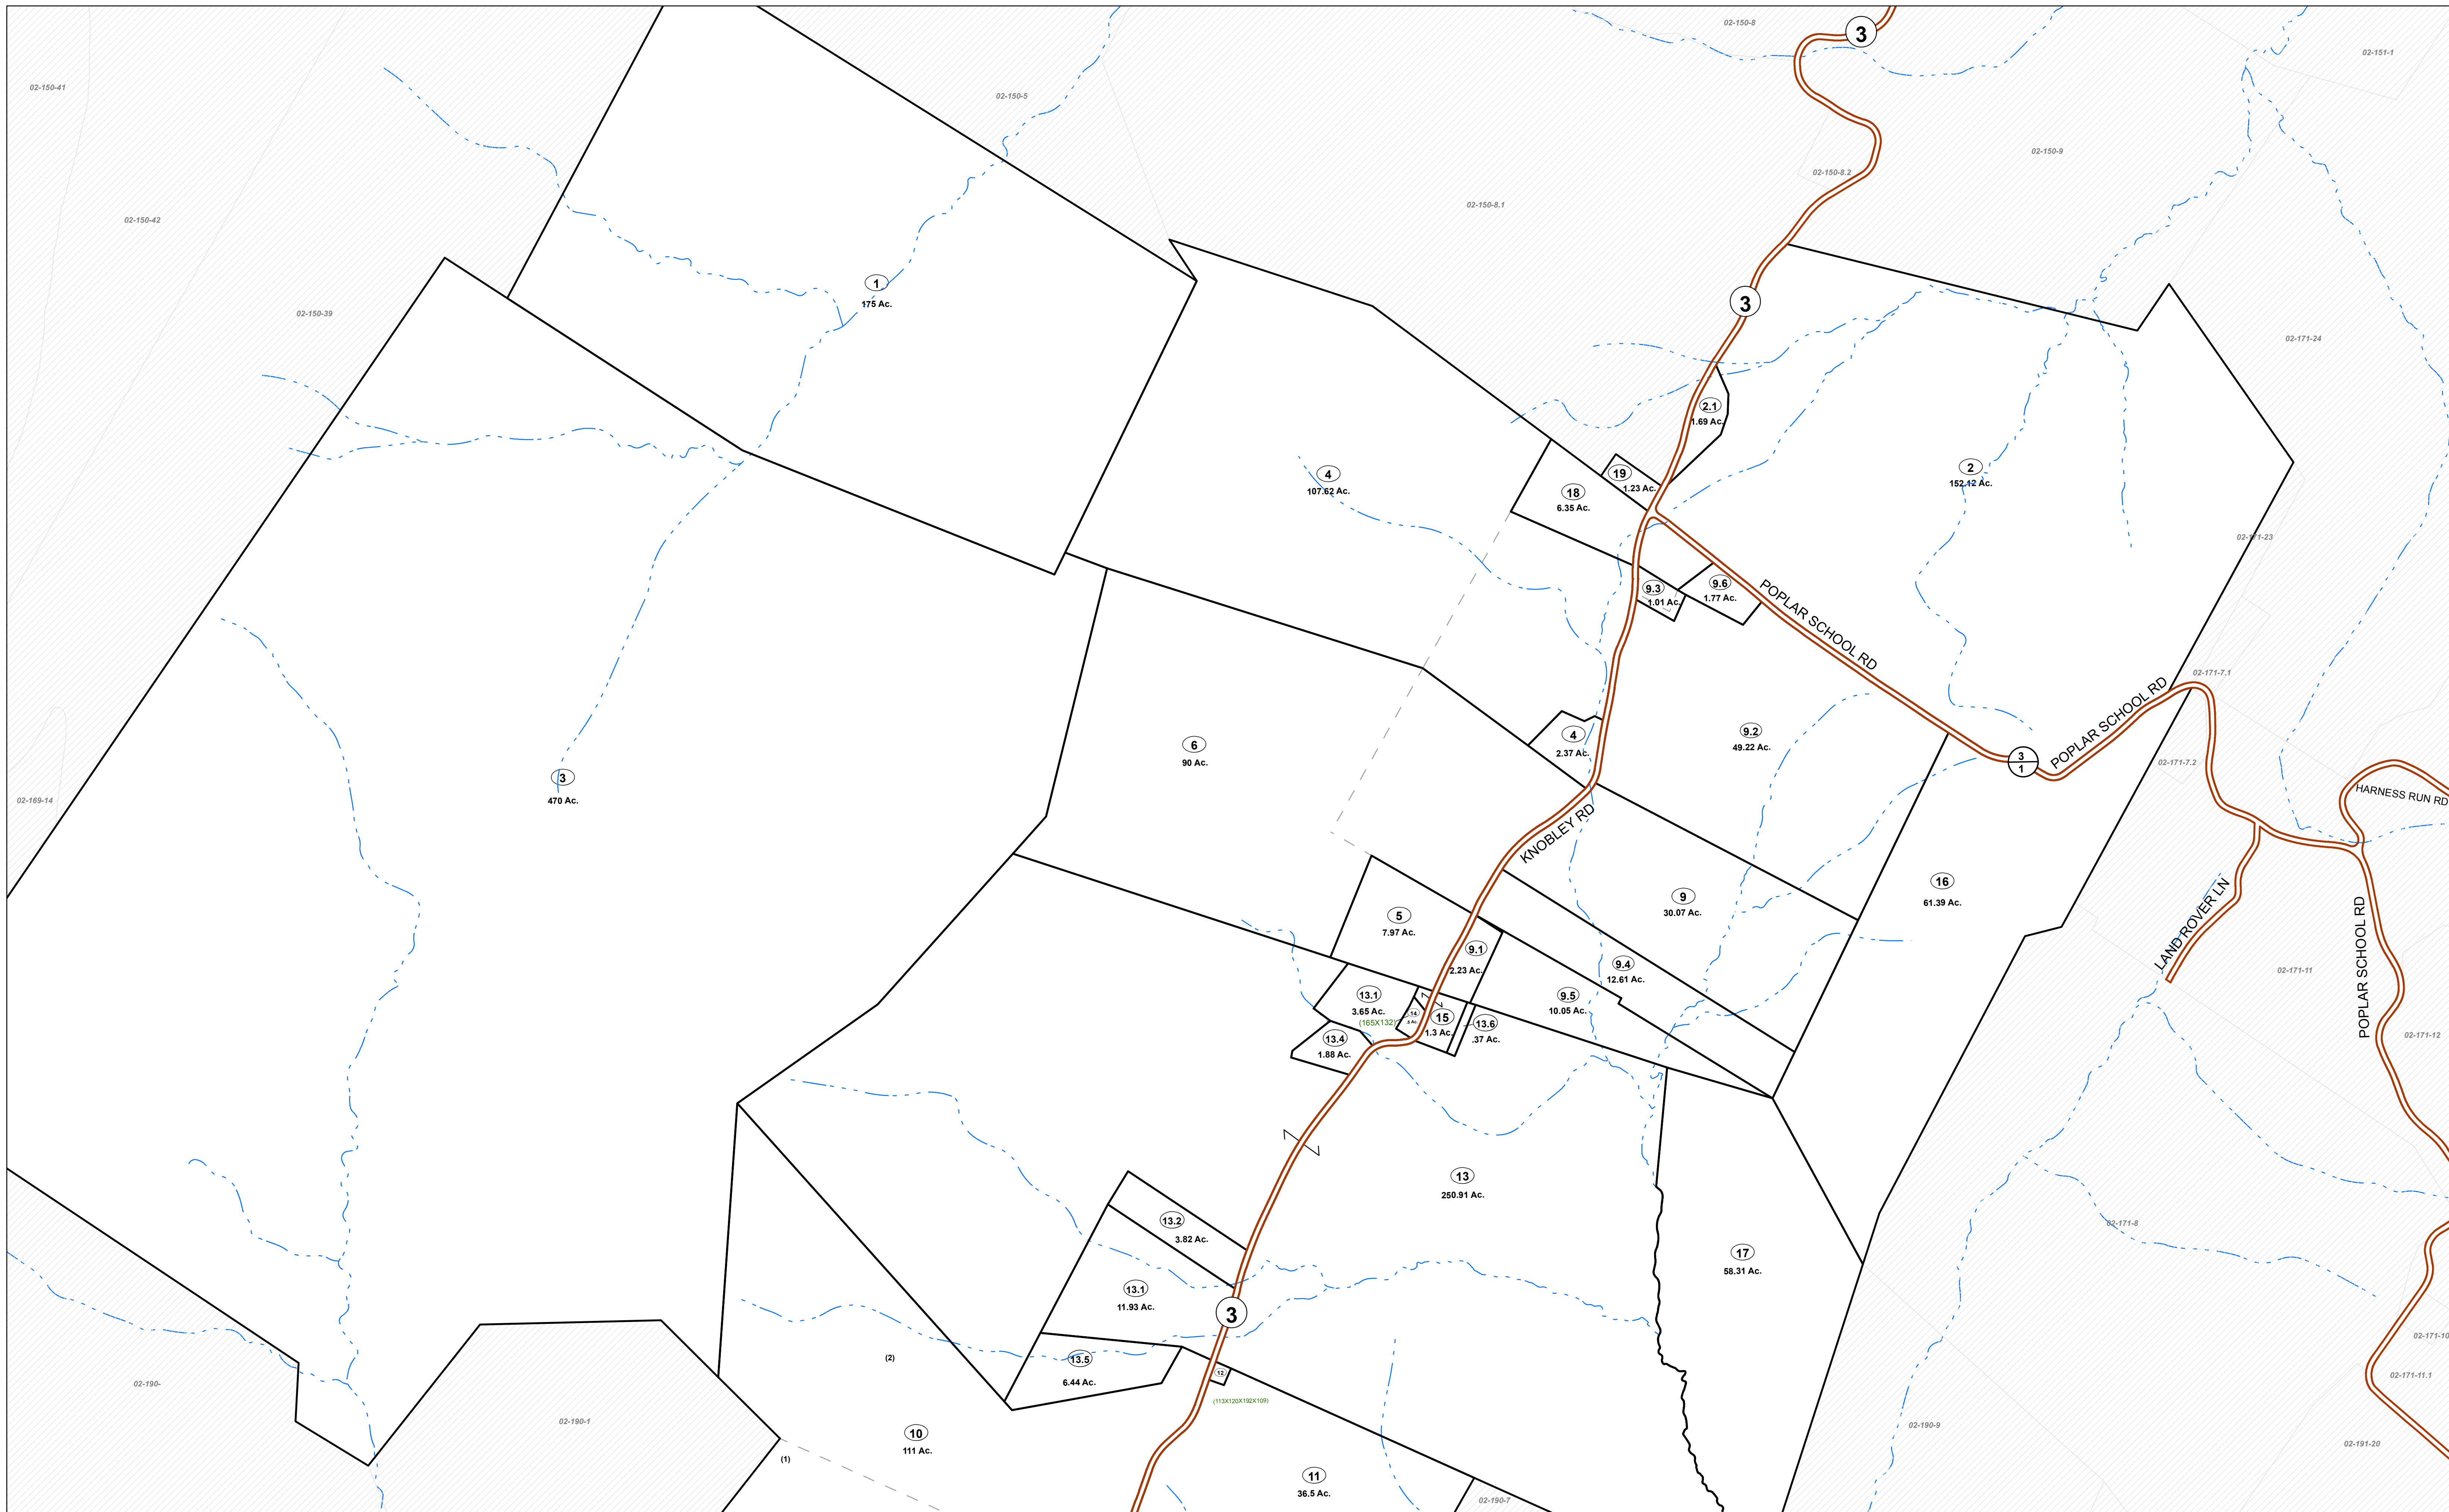 02-150-8
3
02-151-1
02-150-41
02-150-5
02-150-9
02-150-8.2
02-150-8.1
02-150-42
1
175 Ac.
3
02-150-39
02-171-24
2.1
1.69 Ac.
4
107.62 Ac.
19
1.23 Ac.
18
6.35 Ac.
2
152.12 Ac.
02-171-23
9.3
1.01 Ac.
9.6
1.77 Ac.
POPLAR SCHOOL RD
02-171-7.1
POPLAR SCHOOL RD
4
2.37 Ac.
9.2
49.22 Ac.
6
90 Ac.
3
1
02-171-7.2
3
470 Ac.
02-169-14
HARNESS RUN RD
KNOBLEY RD
16
61.39 Ac.
9
30.07 Ac.
5
7.97 Ac.
LAND ROVER LN
POPLAR SCHOOL RD
9.1
2.23 Ac.
9.4
12.61 Ac.
02-171-11
13.1
3.65 Ac.
9.5
10.05 Ac.
14
.5 Ac.
(165X132)
15
1.3 Ac.
13.6
.37 Ac.
13.4
1.88 Ac.
02-171-12
13
250.91 Ac.
13.2
3.82 Ac.
02-171-8
17
58.31 Ac.
13.1
11.93 Ac.
3
02-171-10
(2)
13.5
6.44 Ac.
12
02-171-11.1
02-190-
(113X120X192X109)
02-190-1
02-190-9
10
111 Ac.
02-191-20
(1)
11
36.5 Ac.
02-190-7